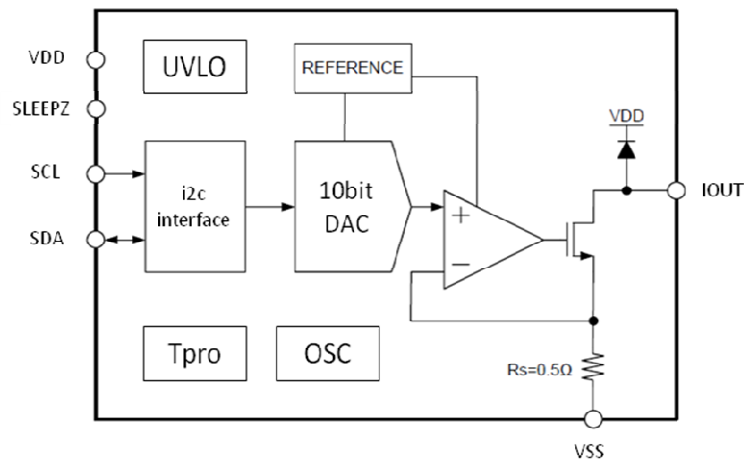 VDD
UVLO
REFERENCE
SLEEPZ
VDD
SCL
i2c
interface
10bit
DAC
+
−
IOUT
SDA
Tpro
OSC
Rs=0.5Ω
VSS